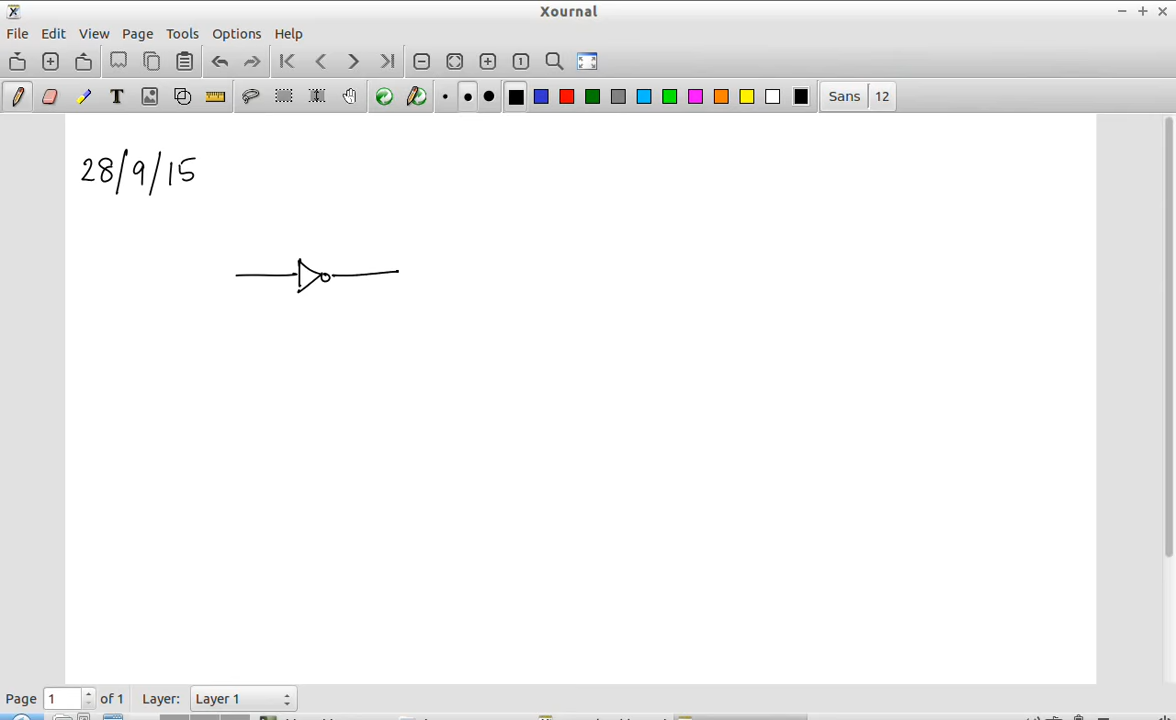 Xournal
File Edit View Page Tools Options Help
Sans 12
28/9/15
Page 1 of 1 Layer: Layer 1